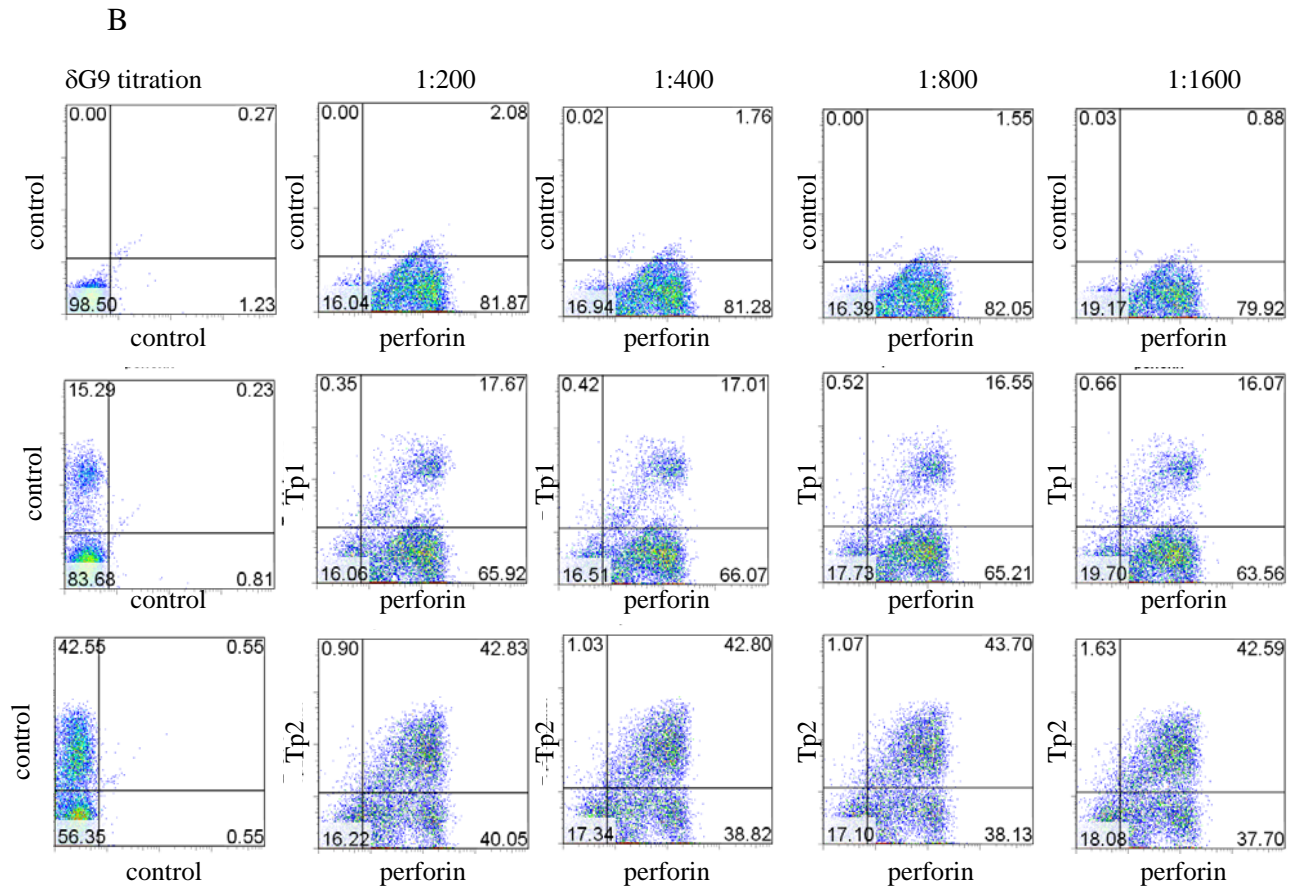 B
δG9 titration 1:200 1:400 1:800 1:1600
0.00 0.27 0.00 2.08 0.02 1.76 0.00 1.55 0.03 0.88
control control control control control
98.50 1.23 16.04 81.87 16.94 81.28 16.39 82.05 19.17 79.92
control perforin perforin perforin perforin
15.29 0.23 0.35 17.67 0.42 17.01 0.52 16.55 0.66 16.07
control Tp1 Tp1 Tp1 Tp1
83.68 0.81 16.06 65.92 16.51 66.07 17.73 65.21 19.70 63.56
control perforin perforin perforin perforin
42.55 0.55 0.90 42.83 1.03 42.80 1.07 43.70 1.63 42.59
control Tp2 Tp2 Tp2 Tp2
56.35 0.55 16.22 40.05 17.34 38.82 17.10 38.13 18.08 37.70
control perforin perforin perforin perforin